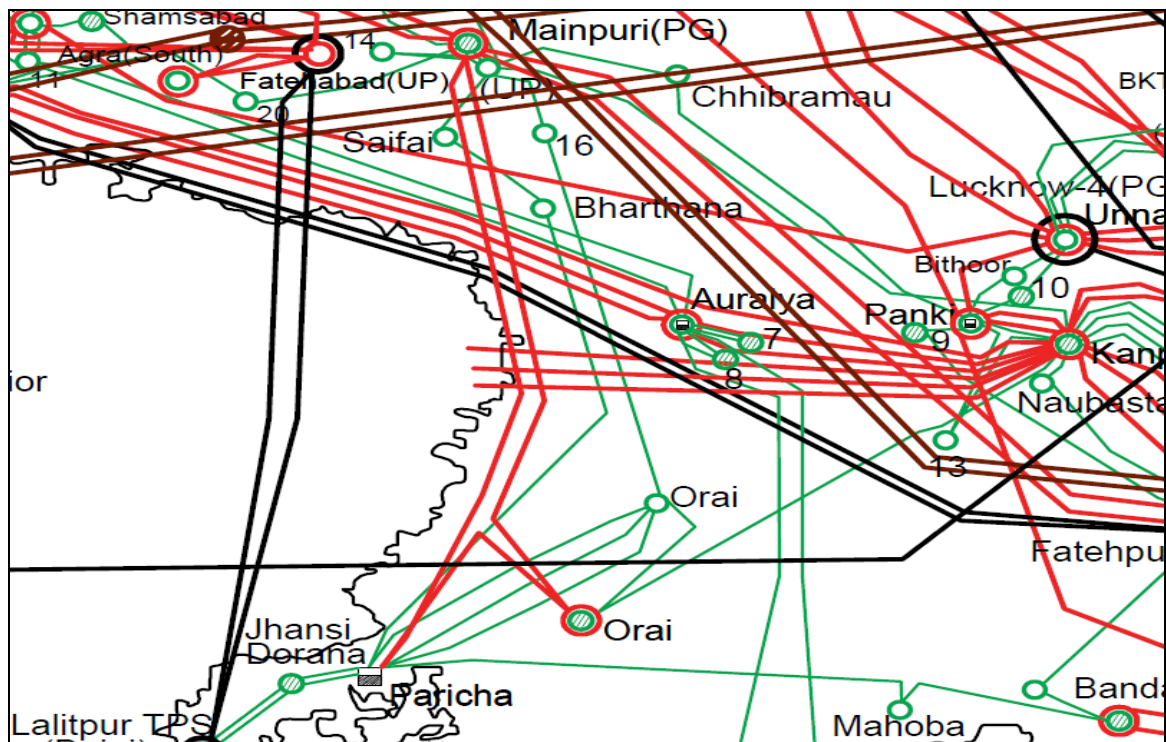 Shamsabad
Mainpuri(PG)
14
Agra(South)
11
Fatehabad(UP)
(UP)
BKT
20
Chhibramau
Saifai
16
Lucknow-4(PG
Bharthana
Unna
Bithoor
10
Auraiya
Panki
7
9
Kanp
8
ior
Naubasta
13
Orai
Fatehpu
Orai
Jhansi
Dorana
Paricha
Banda
Lalitpur TPS
Mahoba